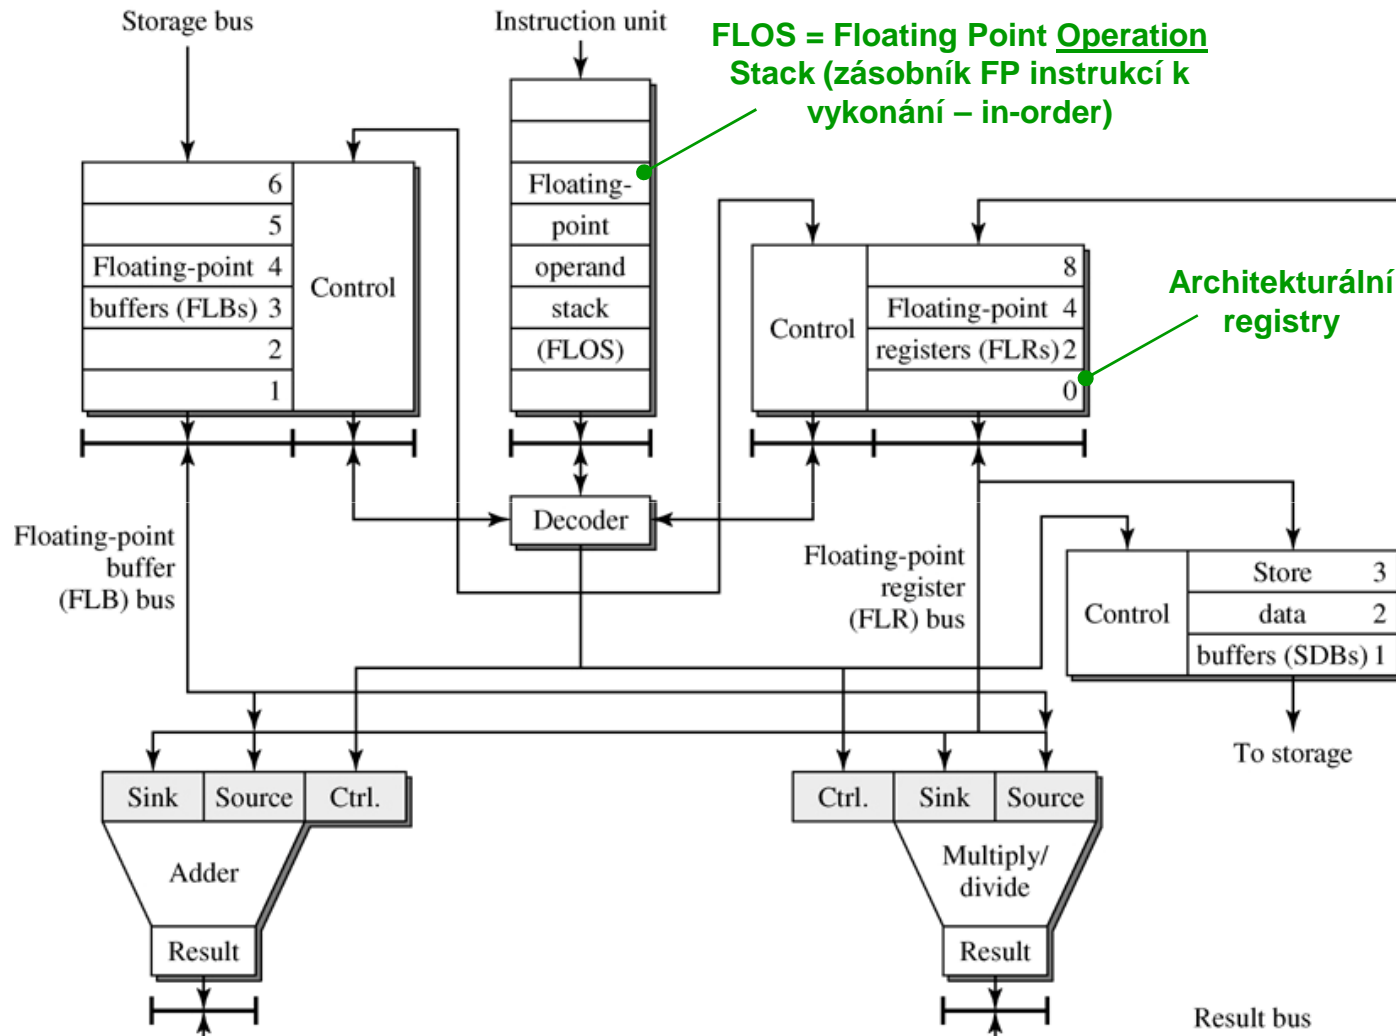 Storage bus
Instruction unit
FLOS = Floating Point Operation
Stack (zásobník FP instrukcí k
vykonání – in-order)
6
5
Floating-point 4
buffers (FLBs) 3
2
1
Control
Floating-
point
operand
stack
(FLOS)
Control
8
Floating-point 4
registers (FLRs) 2
0
Architekturální
registry
Decoder
Floating-point
buffer
(FLB) bus
Floating-point
register
(FLR) bus
Control
Store 3
data 2
buffers (SDBs) 1
To storage
Sink
Source
Ctrl.
Adder
Result
Ctrl.
Sink
Source
Multiply/
divide
Result
Result bus